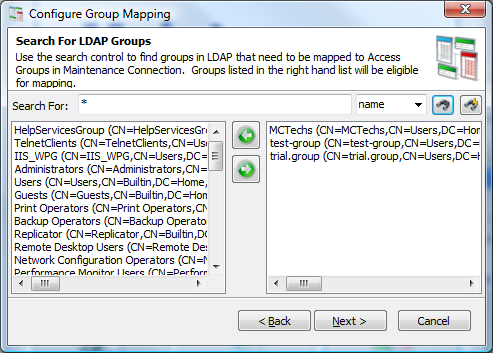 Configure Group Mapping
Search For LDAP Groups
Use the search control to find groups in LDAP that need to be mapped to Access
Groups in Maintenance Connection. Groups listed in the right hand list will be eligible
for mapping.
Search For: * name
HelpServicesGroup (CN=HelpServicesGro
TelnetClients (CN=TelnetClients,CN=Us
IIS_WPG (CN=IIS_WPG,CN=Users,DC=
Administrators (CN=Administrators,CN=
Users (CN=Users,CN=Builtin,DC=Home,
Guests (CN=Guests,CN=Builtin,DC=Hom
Print Operators (CN=Print Operators,CN
Backup Operators (CN=Backup Operator
Replicator (CN=Replicator,CN=Builtin,DC
Remote Desktop Users (CN=Remote Des
Network Configuration Operators (CN=N
Performance Monitor Users (CN=Perform
MCTechs (CN=MCTechs,CN=Users,DC=Hom
test-group (CN=test-group,CN=Users,DC=H
trial.group (CN=trial.group,CN=Users,DC=H
< Back Next > Cancel